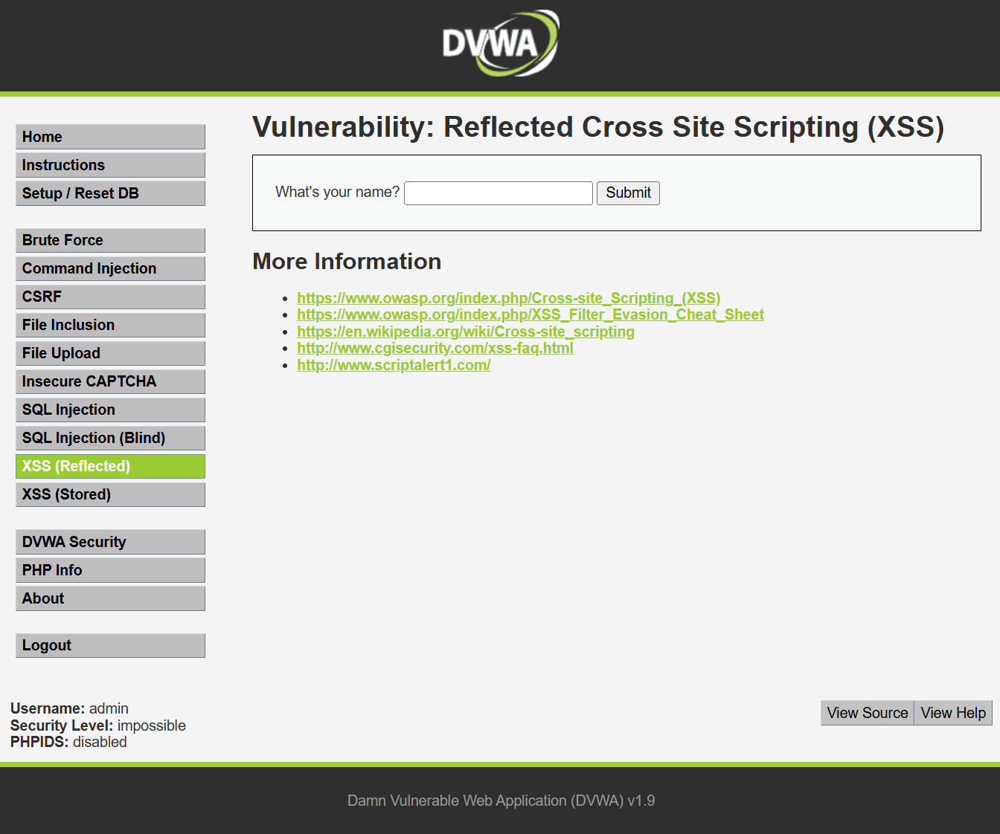 DVWA
Home
Instructions
Setup / Reset DB
Brute Force
Command Injection
CSRF
File Inclusion
File Upload
Insecure CAPTCHA
SQL Injection
SQL Injection (Blind)
XSS (Reflected)
XSS (Stored)
DVWA Security
PHP Info
About
Logout
Vulnerability: Reflected Cross Site Scripting (XSS)
What's your name? Submit
More Information
https://www.owasp.org/index.php/Cross-site_Scripting_(XSS)
https://www.owasp.org/index.php/XSS_Filter_Evasion_Cheat_Sheet
https://en.wikipedia.org/wiki/Cross-site_scripting
http://www.cgisecurity.com/xss-faq.html
http://www.scriptalert1.com/
Username: admin
Security Level: impossible
PHPIDS: disabled
View Source View Help
Damn Vulnerable Web Application (DVWA) v1.9